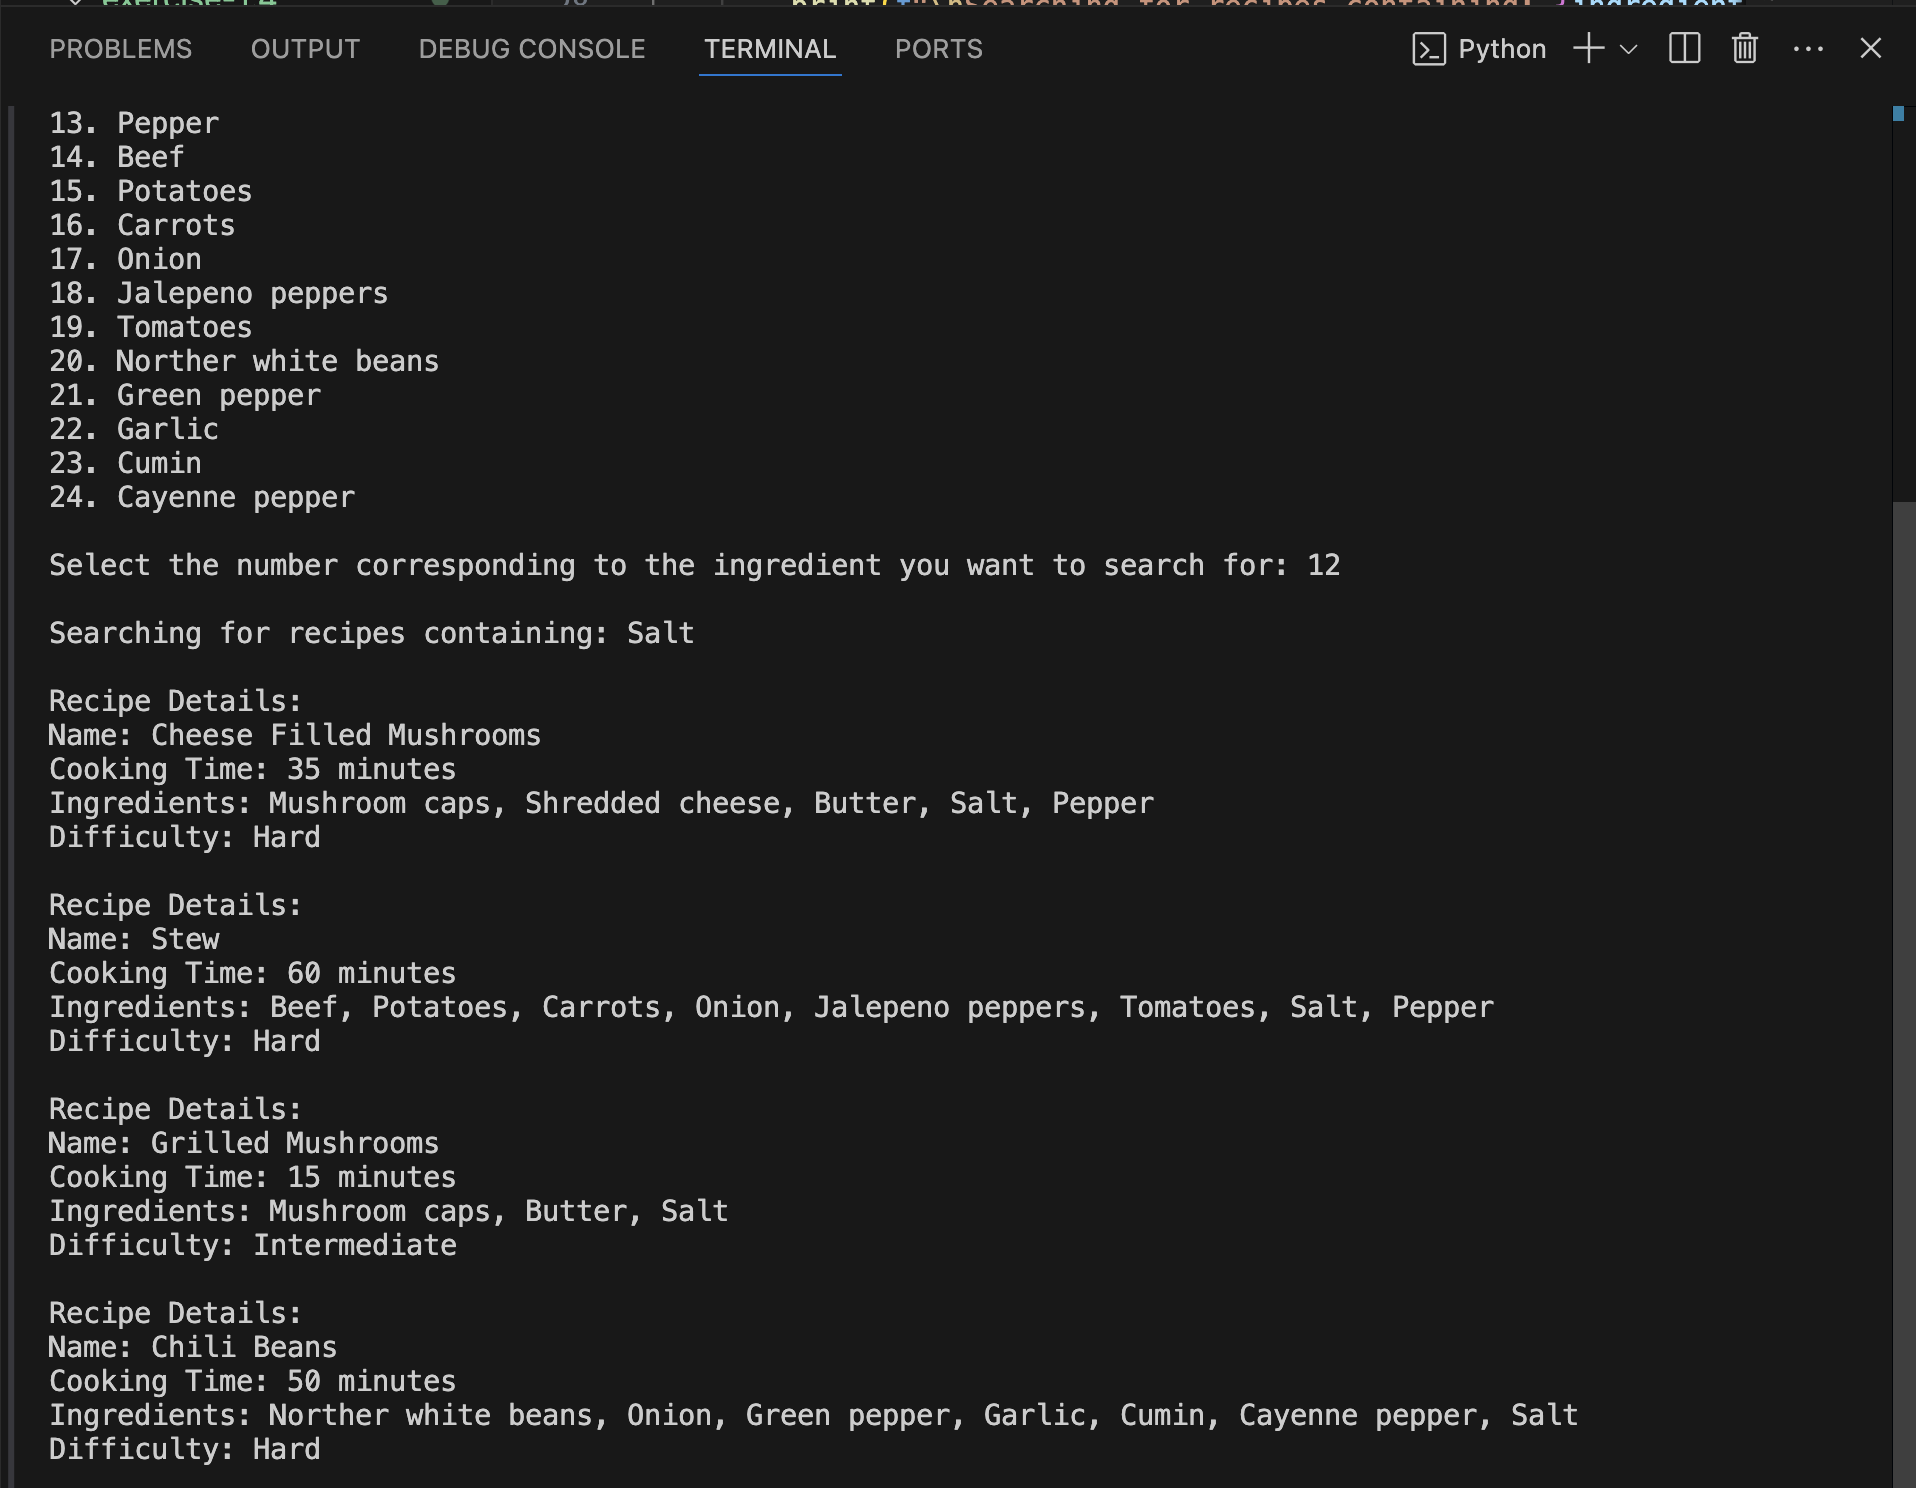 PROBLEMS OUTPUT DEBUG CONSOLE TERMINAL PORTS Python
13. Pepper
14. Beef
15. Potatoes
16. Carrots
17. Onion
18. Jalepeno peppers
19. Tomatoes
20. Norther white beans
21. Green pepper
22. Garlic
23. Cumin
24. Cayenne pepper
Select the number corresponding to the ingredient you want to search for: 12
Searching for recipes containing: Salt
Recipe Details:
Name: Cheese Filled Mushrooms
Cooking Time: 35 minutes
Ingredients: Mushroom caps, Shredded cheese, Butter, Salt, Pepper
Difficulty: Hard
Recipe Details:
Name: Stew
Cooking Time: 60 minutes
Ingredients: Beef, Potatoes, Carrots, Onion, Jalepeno peppers, Tomatoes, Salt, Pepper
Difficulty: Hard
Recipe Details:
Name: Grilled Mushrooms
Cooking Time: 15 minutes
Ingredients: Mushroom caps, Butter, Salt
Difficulty: Intermediate
Recipe Details:
Name: Chili Beans
Cooking Time: 50 minutes
Ingredients: Norther white beans, Onion, Green pepper, Garlic, Cumin, Cayenne pepper, Salt
Difficulty: Hard